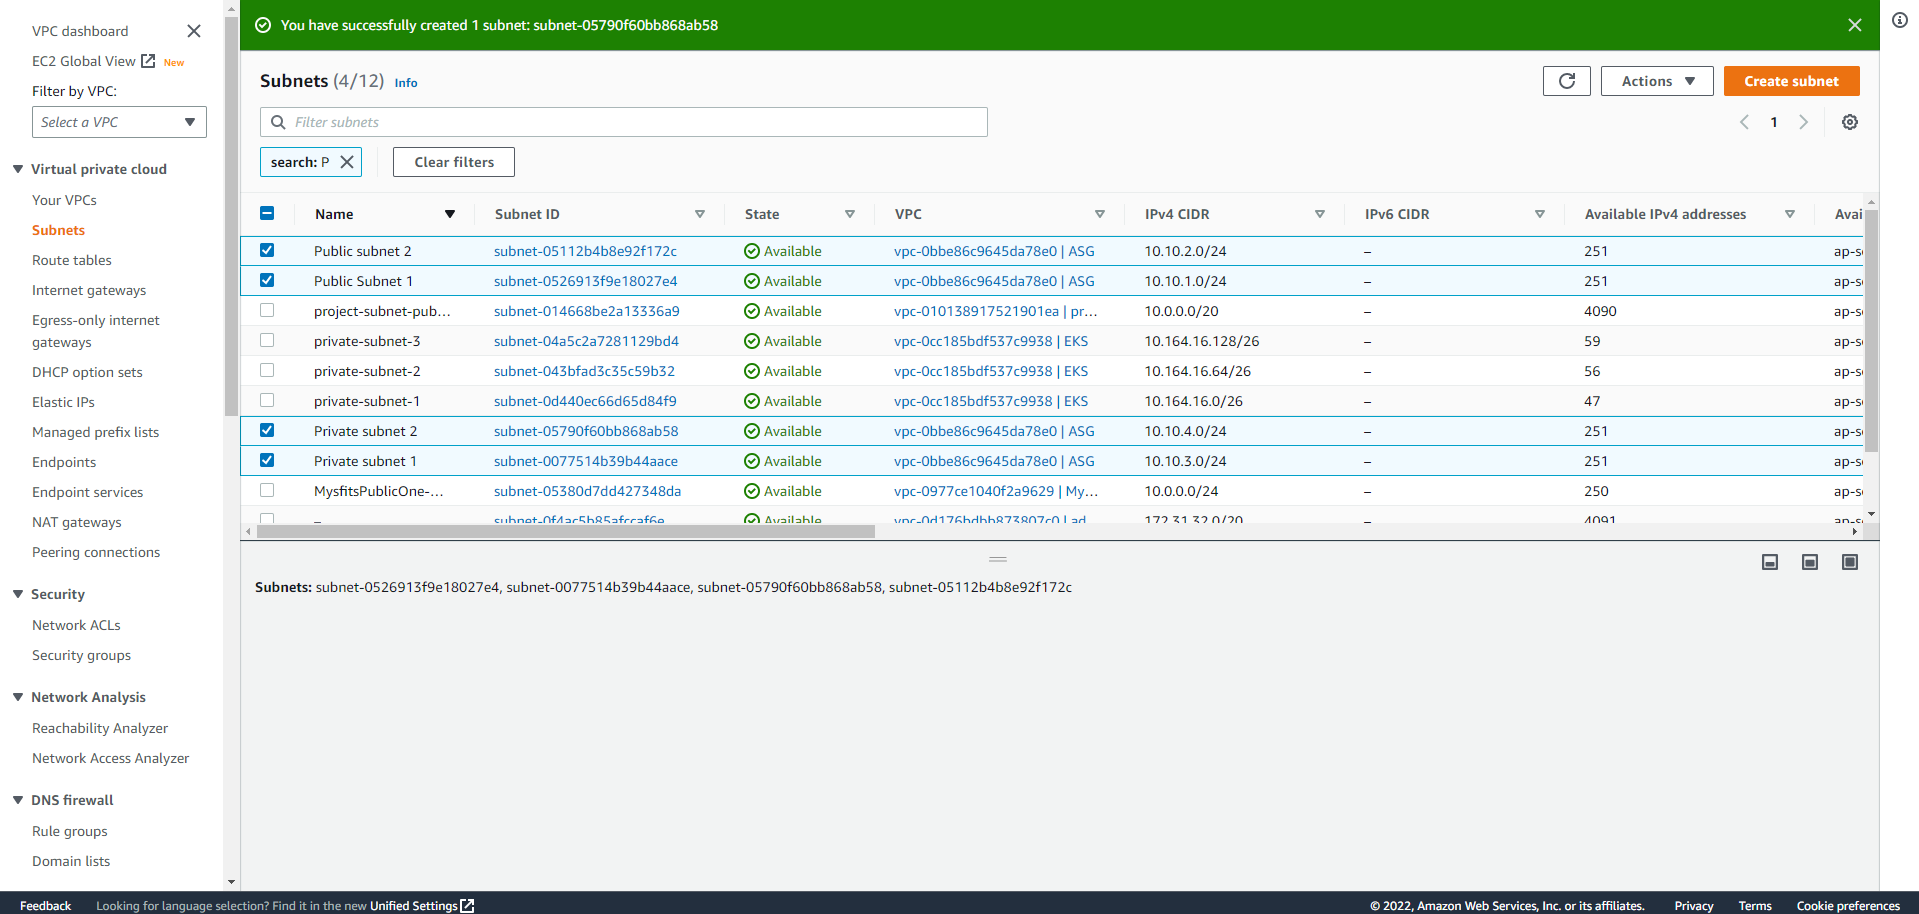 You have successfully created 1 subnet: subnet-05790f60bb868ab58
VPC dashboard
EC2 Global View New
Filter by VPC:
Select a VPC
Virtual private cloud
Your VPCs
Subnets
Route tables
Internet gateways
Egress-only internet
gateways
DHCP option sets
Elastic IPs
Managed prefix lists
Endpoints
Endpoint services
NAT gateways
Peering connections
Security
Network ACLs
Security groups
Network Analysis
Reachability Analyzer
Network Access Analyzer
DNS firewall
Rule groups
Domain lists
Subnets (4/12) Info
Actions
Create subnet
Filter subnets
1
search: P
Clear filters
Name Subnet ID State VPC IPv4 CIDR IPv6 CIDR Available IPv4 addresses Avai
Public subnet 2 subnet-05112b4b8e92f172c Available vpc-0bbe86c9645da78e0 | ASG 10.10.2.0/24 – 251 ap-s
Public Subnet 1 subnet-0526913f9e18027e4 Available vpc-0bbe86c9645da78e0 | ASG 10.10.1.0/24 – 251 ap-s
project-subnet-pub... subnet-014668be2a13336a9 Available vpc-010138917521901ea | pr... 10.0.0.0/20 – 4090 ap-s
private-subnet-3 subnet-04a5c2a7281129bd4 Available vpc-0cc185bdf537c9938 | EKS 10.164.16.128/26 – 59 ap-s
private-subnet-2 subnet-043bfad3c35c59b32 Available vpc-0cc185bdf537c9938 | EKS 10.164.16.64/26 – 56 ap-s
private-subnet-1 subnet-0d440ec66d65d84f9 Available vpc-0cc185bdf537c9938 | EKS 10.164.16.0/26 – 47 ap-s
Private subnet 2 subnet-05790f60bb868ab58 Available vpc-0bbe86c9645da78e0 | ASG 10.10.4.0/24 – 251 ap-s
Private subnet 1 subnet-0077514b39b44aace Available vpc-0bbe86c9645da78e0 | ASG 10.10.3.0/24 – 251 ap-s
MysfitsPublicOne-... subnet-05380d7dd427348da Available vpc-0977ce1040f2a9629 | My... 10.0.0.0/24 – 250 ap-s
– subnet-0f4ac5b85afccaf6e Available vpc-0d176bdbb873807c0 | ad 172.31.32.0/20 – 4091 ap-s
Subnets: subnet-0526913f9e18027e4, subnet-0077514b39b44aace, subnet-05790f60bb868ab58, subnet-05112b4b8e92f172c
Feedback Looking for language selection? Find it in the new Unified Settings © 2022, Amazon Web Services, Inc. or its affiliates. Privacy Terms Cookie preferences